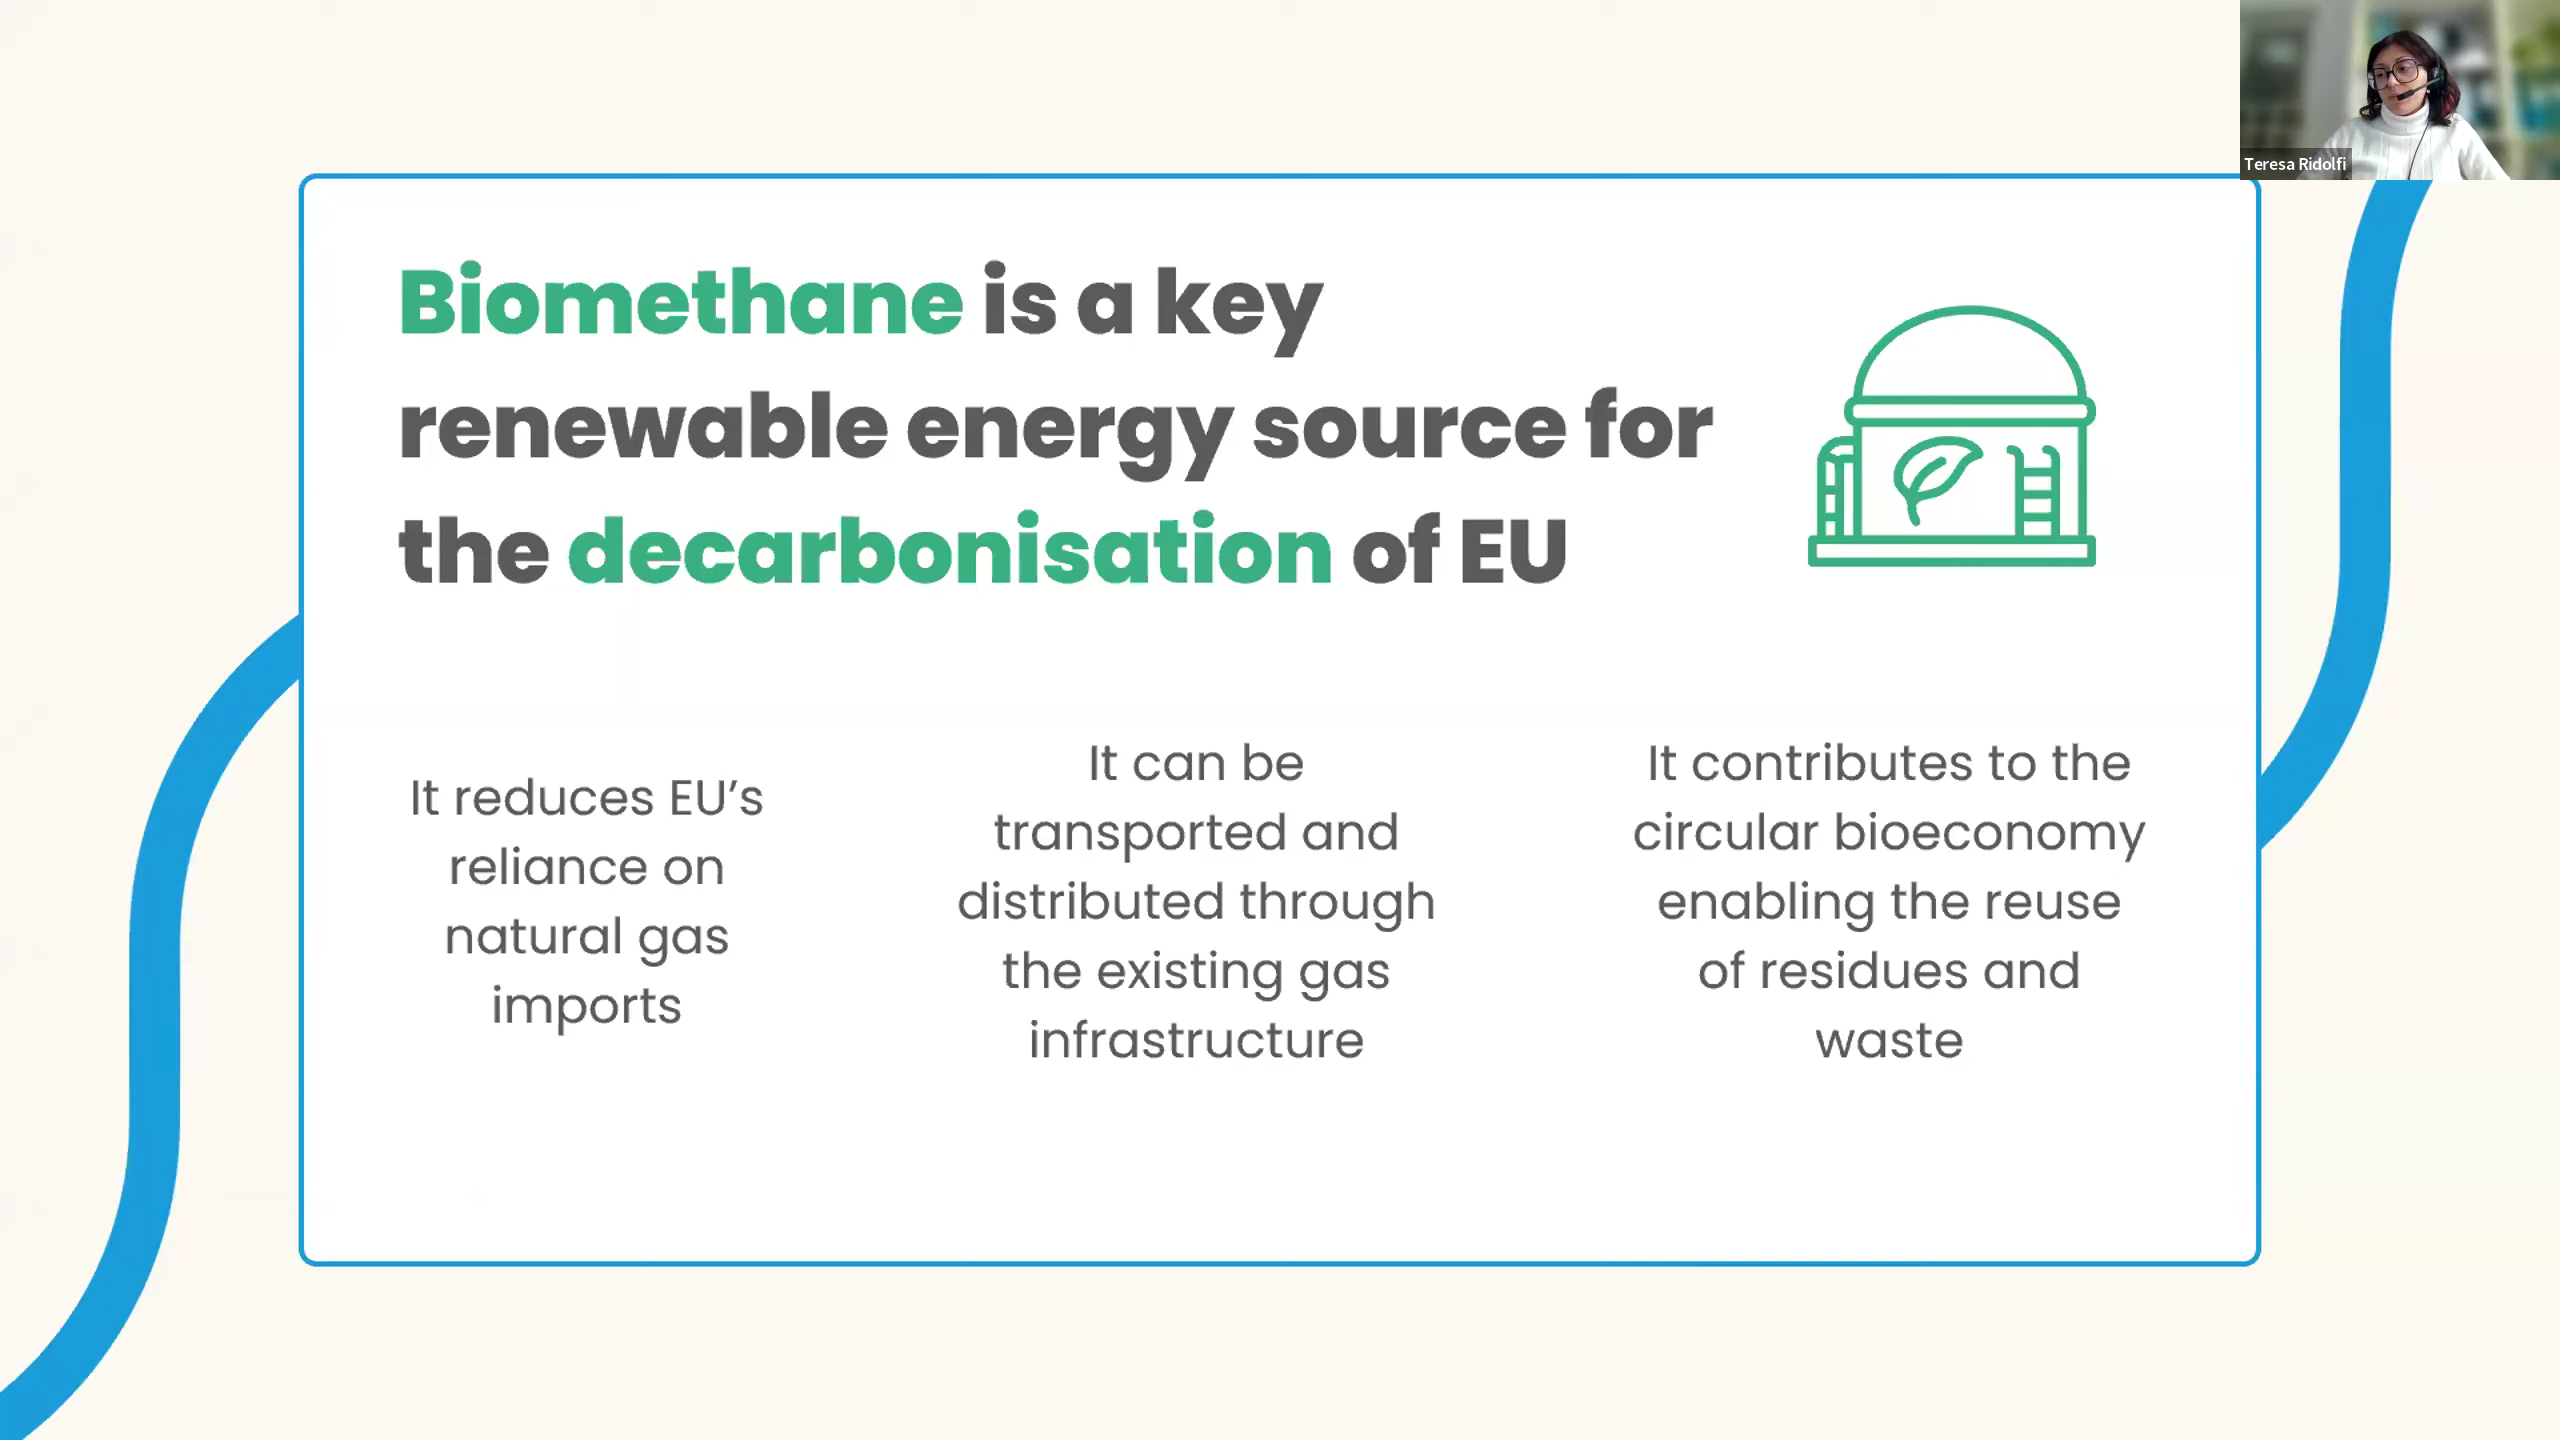 Teresa Ridolfi
Biomethane is a key
renewable energy source for
the decarbonisation of EU
It reduces EU’s
reliance on
natural gas
imports
It can be
transported and
distributed through
the existing gas
infrastructure
It contributes to the
circular bioeconomy
enabling the reuse
of residues and
waste